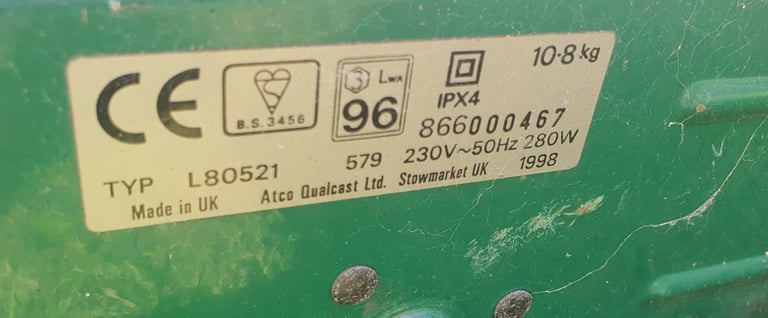 CE
B.S. 3456
LWA
96
IPX4
10·8 kg
866000467
579 230V~50Hz 280W
TYP L80521
Made in UK Atco Qualcast Ltd. Stowmarket UK 1998